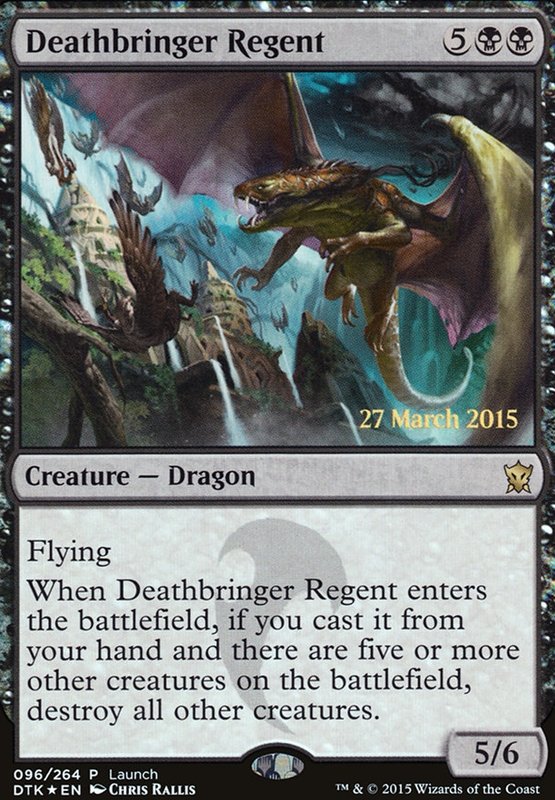 Deathbringer Regent 5
27 March 2015
Creature — Dragon
Flying
When Deathbringer Regent enters
the battlefield, if you cast it from
your hand and there are five or more
other creatures on the battlefield,
destroy all other creatures.
5/6
096/264 P Launch
DTK★EN Chris Rallis
™ & © 2015 Wizards of the Coast